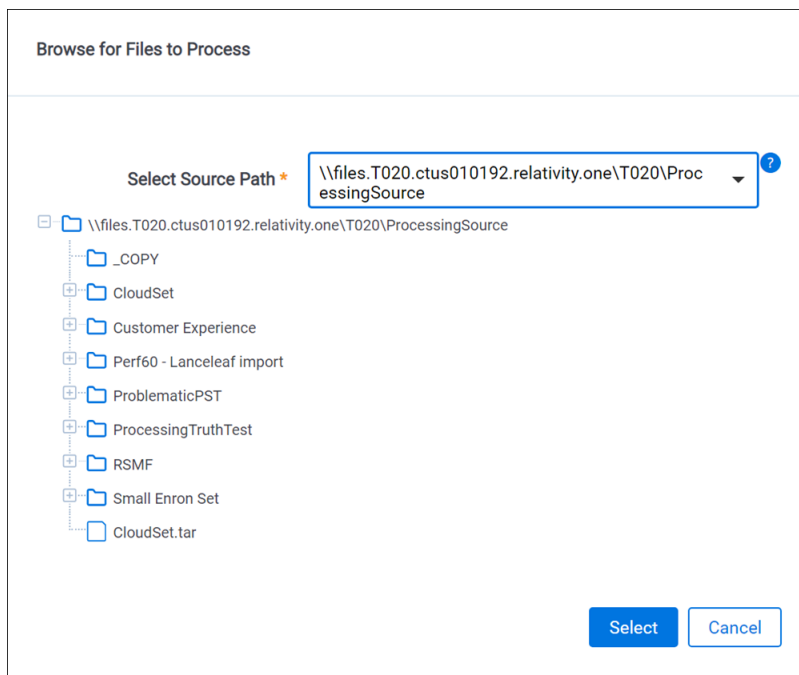 Browse for Files to Process
Select Source Path *
\\files.T020.ctus010192.relativity.one\T020\Proc
essingSource
?
\\files.T020.ctus010192.relativity.one\T020\ProcessingSource
_COPY
CloudSet
Customer Experience
Perf60 - Lanceleaf import
ProblematicPST
ProcessingTruthTest
RSMF
Small Enron Set
CloudSet.tar
Select
Cancel